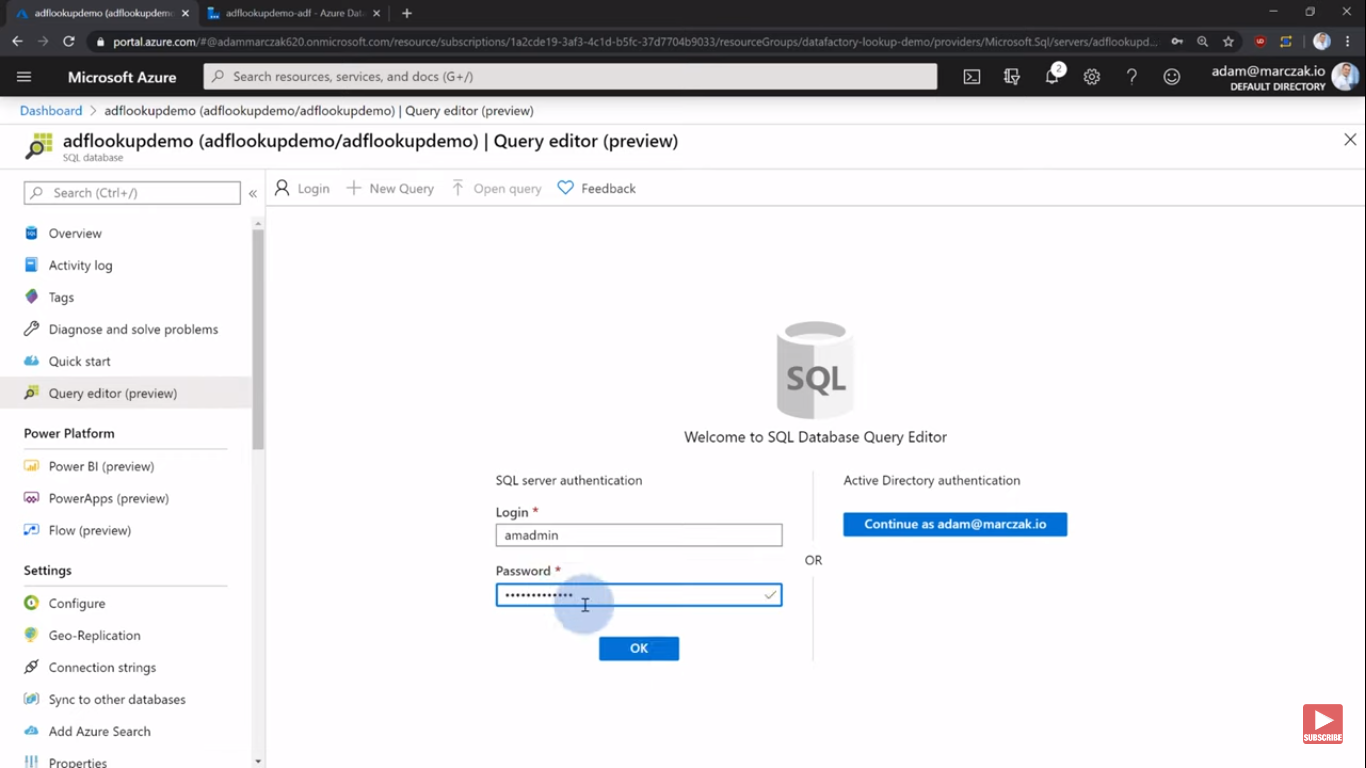 adflookupdemo (adflookupdemo
adflookupdemo-adf - Azure Dat
portal.azure.com/#@adammarczak620.onmicrosoft.com/resource/subscriptions/1a2cde19-3af3-4c1d-b5fc-37d7704b9033/resourceGroups/datafactory-lookup-demo/providers/Microsoft.Sql/servers/adflookupd...
Microsoft Azure
Search resources, services, and docs (G+/)
2
adam@marczak.io
DEFAULT DIRECTORY
Dashboard > adflookupdemo (adflookupdemo/adflookupdemo) | Query editor (preview)
adflookupdemo (adflookupdemo/adflookupdemo) | Query editor (preview)
SQL database
Search (Ctrl+/)
«
Login
New Query
Open query
Feedback
Overview
Activity log
Tags
Diagnose and solve problems
Quick start
Query editor (preview)
Power Platform
Power BI (preview)
PowerApps (preview)
Flow (preview)
Settings
Configure
Geo-Replication
Connection strings
Sync to other databases
Add Azure Search
Properties
SQL
Welcome to SQL Database Query Editor
SQL server authentication
Login *
amadmin
Password *
•••••••••••••
OK
OR
Active Directory authentication
Continue as adam@marczak.io
SUBSCRIBE